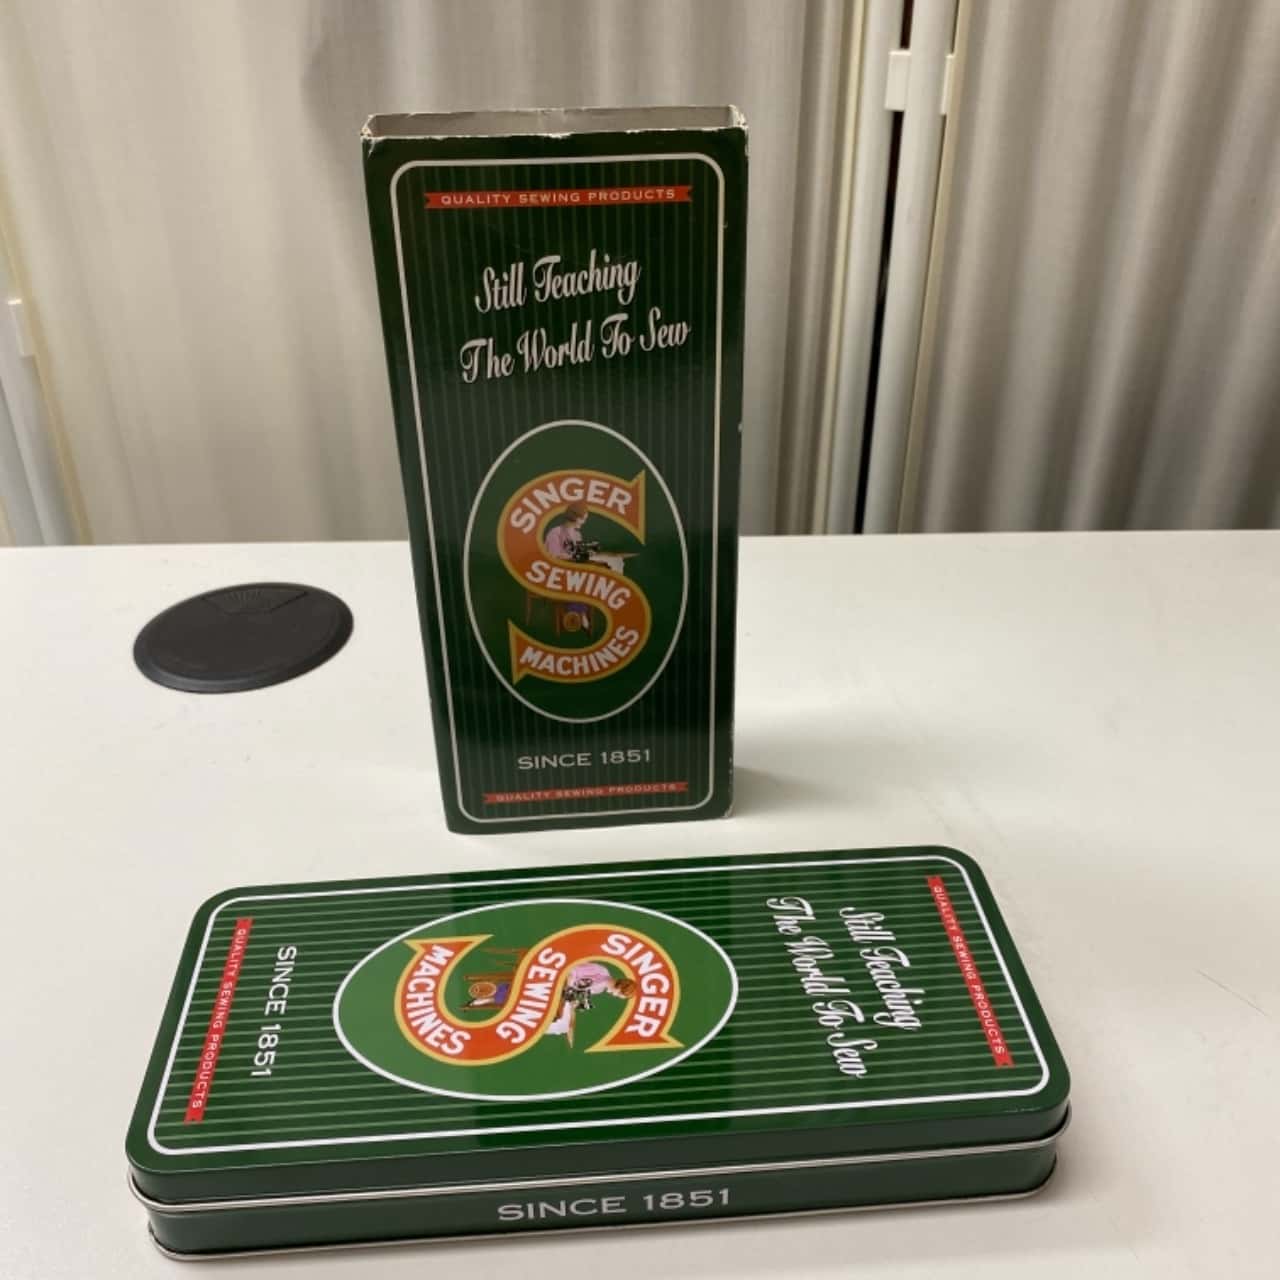 QUALITY SEWING PRODUCTS
Still Teaching
The World To Sew
SINGER
SEWING
MACHINES
SINCE 1851
QUALITY SEWING PRODUCTS
QUALITY SEWING PRODUCTS
Still Teaching
The World To Sew
SINGER
SEWING
MACHINES
SINCE 1851
QUALITY SEWING PRODUCTS
SINCE 1851